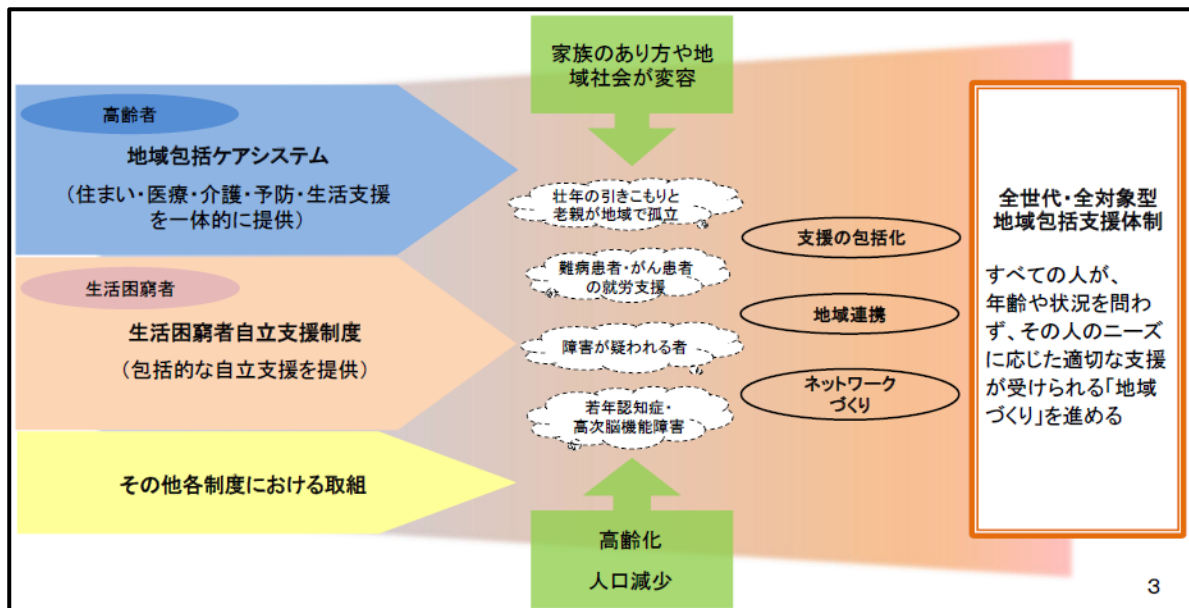 家族のあり方や地
域社会が変容
高齢者
地域包括ケアシステム
（住まい・医療・介護・予防・生活支援
を一体的に提供）
生活困窮者
生活困窮者自立支援制度
（包括的な自立支援を提供）
その他各制度における取組
壮年の引きこもりと
老親が地域で孤立
難病患者・がん患者
の就労支援
障害が疑われる者
若年認知症・
高次脳機能障害
高齢化
人口減少
支援の包括化
地域連携
ネットワーク
づくり
全世代・全対象型
地域包括支援体制
すべての人が、
年齢や状況を問わ
ず、その人のニーズ
に応じた適切な支援
が受けられる「地域
づくり」を進める
3